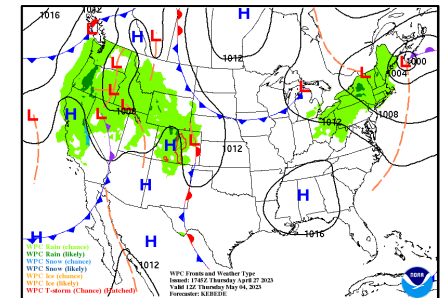 1016
1012
H
H
L
L
L
L
1012
L
L
1000
1004
L
L
L
1008
H
L
H
L
1012
1012
1008
H
H
1016
H
H
1012
WPC Rain (chance)
WPC Rain (likely)
WPC Snow (chance)
WPC Snow (likely)
WPC Ice (chance)
WPC Ice (likely)
WPC T-storm (Chance) (Hatched)
WPC Fronts and Weather Type
Issued: 1745Z Thursday April 27 2023
Valid 12Z Thursday May 04, 2023
Forecaster: KEBEDE
NOAA